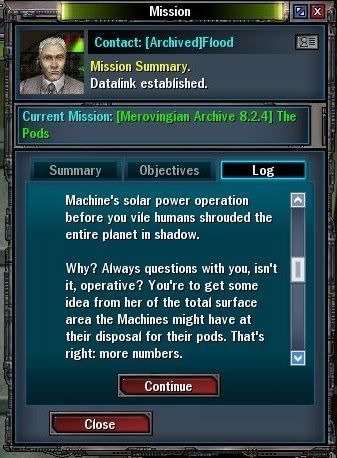 Mission
Contact: [Archived]Flood
Mission Summary.
Datalink established.
Current Mission: [Merovingian Archive 8.2.4] The
Pods
Summary
Objectives
Log
Machine's solar power operation
before you vile humans shrouded the
entire planet in shadow.
Why? Always questions with you, isn't
it, operative? You're to get some
idea from her of the total surface
area the Machines might have at
their disposal for their pods. That's
right: more numbers.
Continue
Close